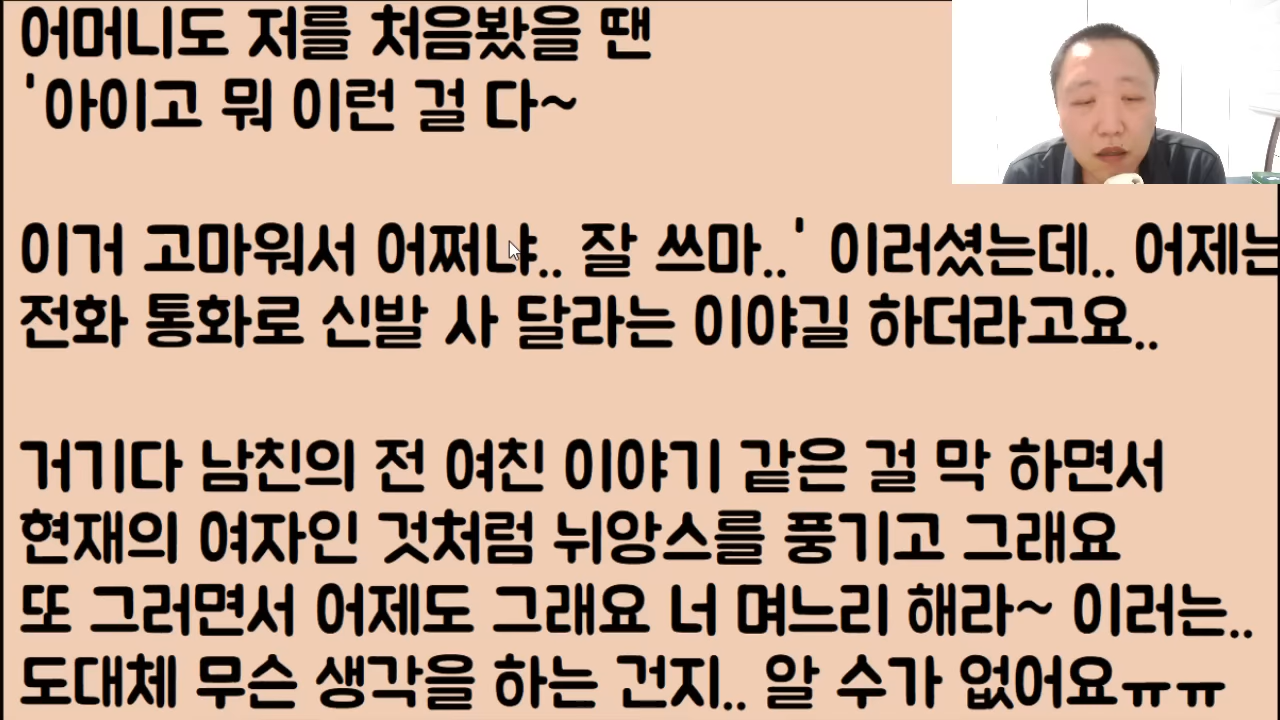 어머니도 저를 처음봤을 땐
'아이고 뭐 이런 걸 다~
이거 고마워서 어쩌냐.. 잘 쓰마..' 이러셨는데.. 어제는
전화 통화로 신발 사 달라는 이야길 하더라고요..
거기다 남친의 전 여친 이야기 같은 걸 막 하면서
현재의 여자인 것처럼 뉘앙스를 풍기고 그래요
또 그러면서 어제도 그래요 너 며느리 해라~ 이러는..
도대체 무슨 생각을 하는 건지.. 알 수가 없어요ㅠㅠ